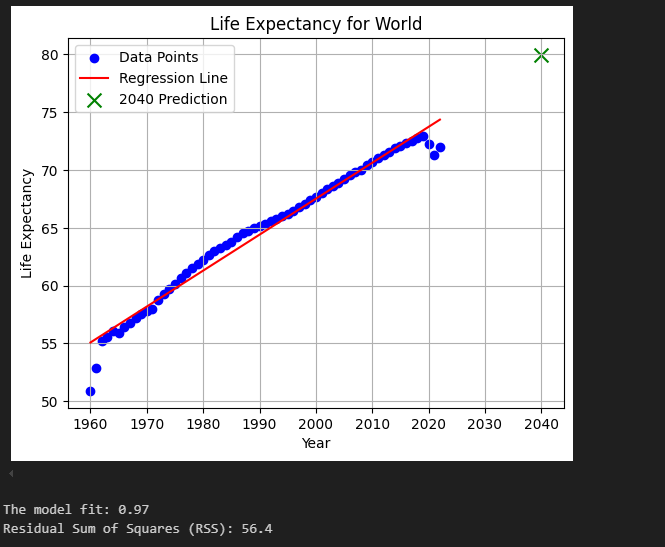 Life Expectancy for World
80
75
70
65
60
55
50
Life Expectancy
Data Points
Regression Line
2040 Prediction
1960 1970 1980 1990 2000 2010 2020 2030 2040
Year
The model fit: 0.97
Residual Sum of Squares (RSS): 56.4